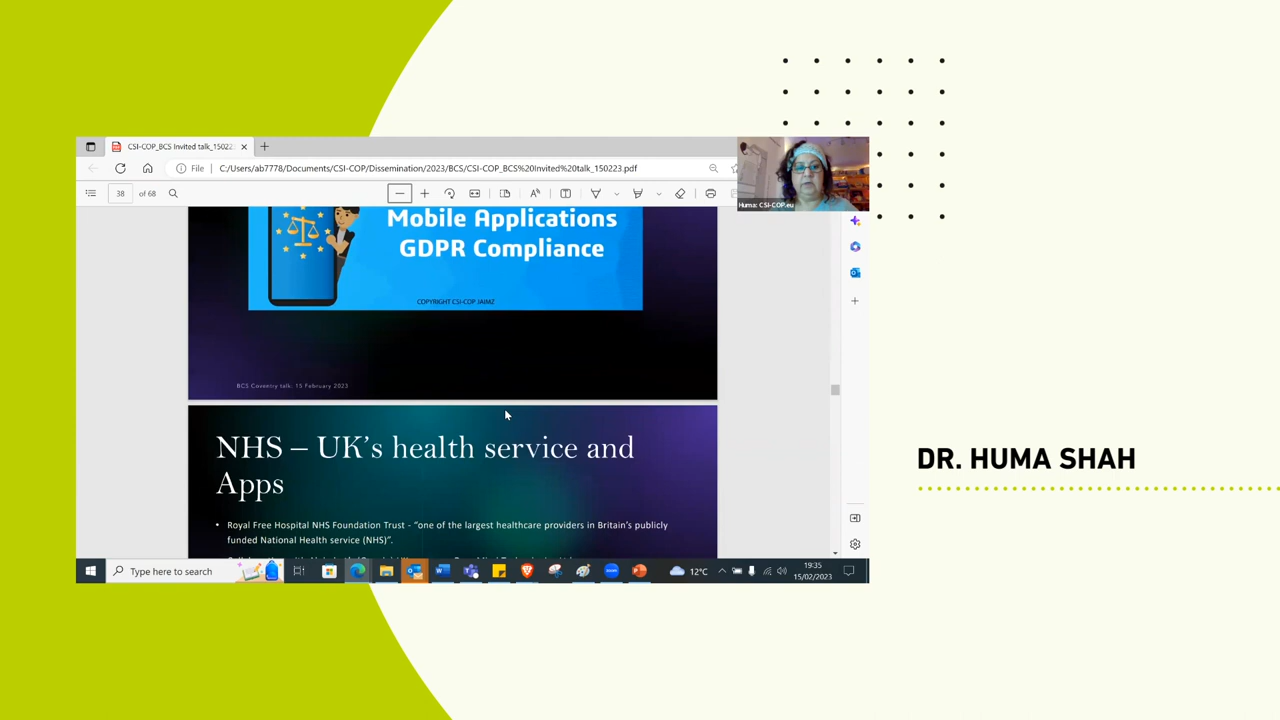 CSI-COP_BCS Invited talk_15022
File
C:/Users/ab7778/Documents/CSI-COP/Dissemination/2023/BCS/CSI-COP_BCS%20Invited%20talk_150223.pdf
38 of 68
Huma: CSI-COP.eu
Mobile Applications
GDPR Compliance
COPYRIGHT CSI-COP JAIMZ
BCS Coventry talk: 15 February 2023
NHS – UK's health service and
Apps
• Royal Free Hospital NHS Foundation Trust - "one of the largest healthcare providers in Britain's publicly
funded National Health service (NHS)".
DR. HUMA SHAH
Type here to search
12°C
19:35
15/02/2023